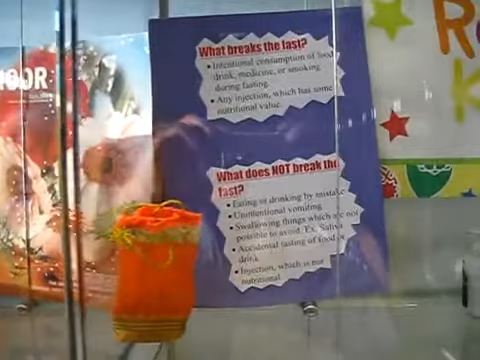 What breaks the fast?
• Intentional consumption of food
drink, medicine, or smoking
during fasting.
• Any injection, which has some
nutritional value.
What does NOT break the
fast?
• Eating or drinking by mistake
• Unintentional vomiting
• Swallowing things which are not
possible to avoid. Ex. Saliva
• Accidental tasting of food or
drink
• Injection, which is not
nutritional